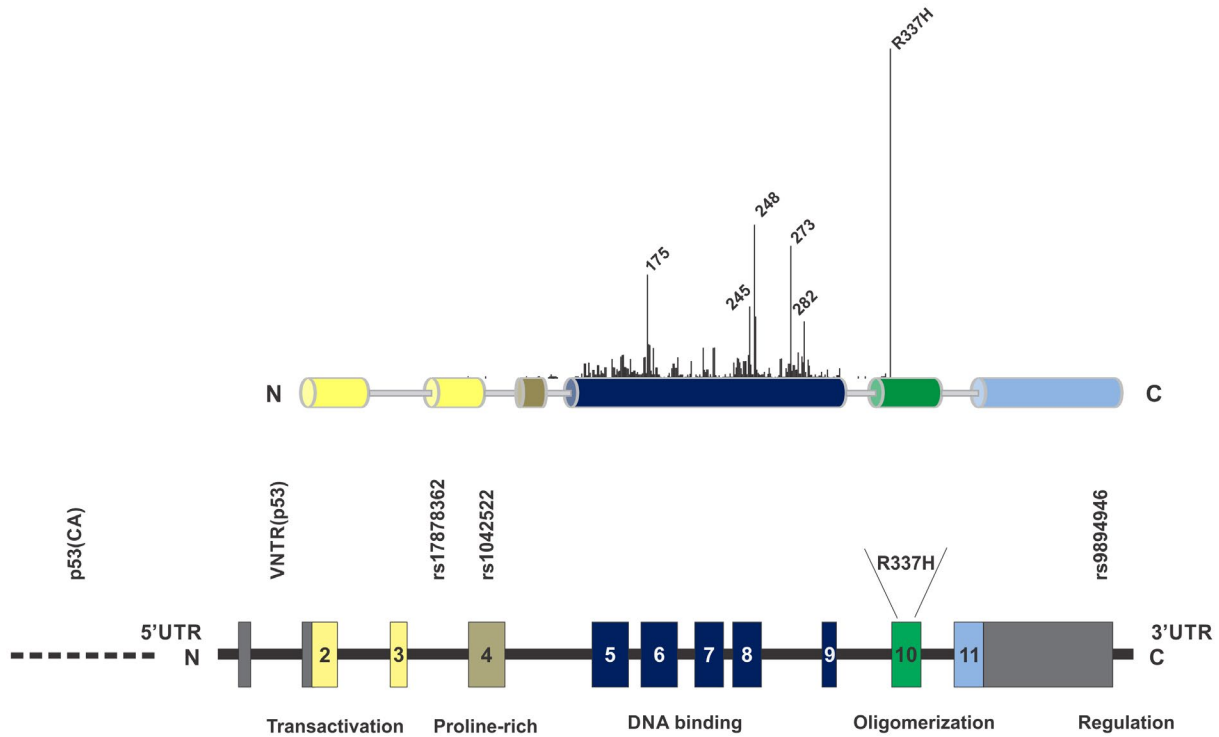 R337H
248
273
175
245
282
N
C
p53(CA)
VNTR(p53)
rs17878362
rs1042522
rs9894946
R337H
5’UTR
N
2
3
4
5
6
7
8
9
10
11
3’UTR
C
Transactivation
Proline-rich
DNA binding
Oligomerization
Regulation